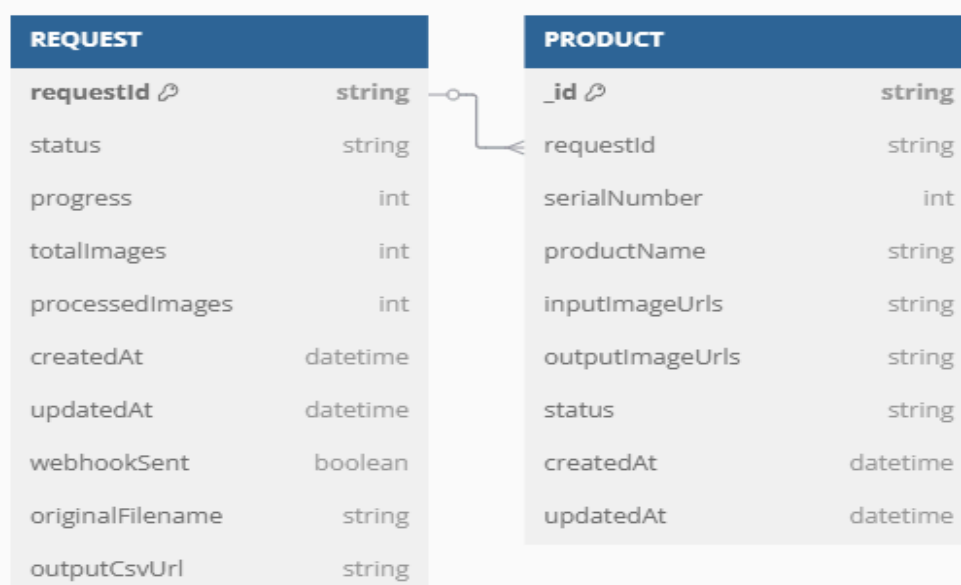 REQUEST
requestId string
status string
progress int
totalImages int
processedImages int
createdAt datetime
updatedAt datetime
webhookSent boolean
originalFilename string
outputCsvUrl string
PRODUCT
_id string
requestId string
serialNumber int
productName string
inputImageUrls string
outputImageUrls string
status string
createdAt datetime
updatedAt datetime